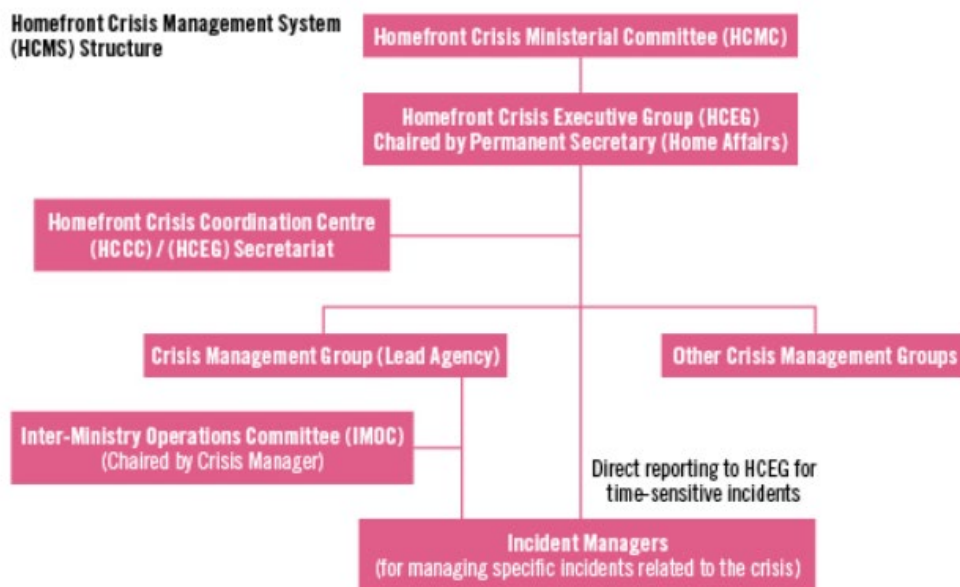 Homefront Crisis Management System
(HCMS) Structure
Homefront Crisis Ministerial Committee (HCMC)
Homefront Crisis Executive Group (HCEG)
Chaired by Permanent Secretary (Home Affairs)
Homefront Crisis Coordination Centre
(HCCC) / (HCEG) Secretariat
Crisis Management Group (Lead Agency)
Other Crisis Management Groups
Inter-Ministry Operations Committee (IMOC)
(Chaired by Crisis Manager)
Direct reporting to HCEG for
time-sensitive incidents
Incident Managers
(for managing specific incidents related to the crisis)